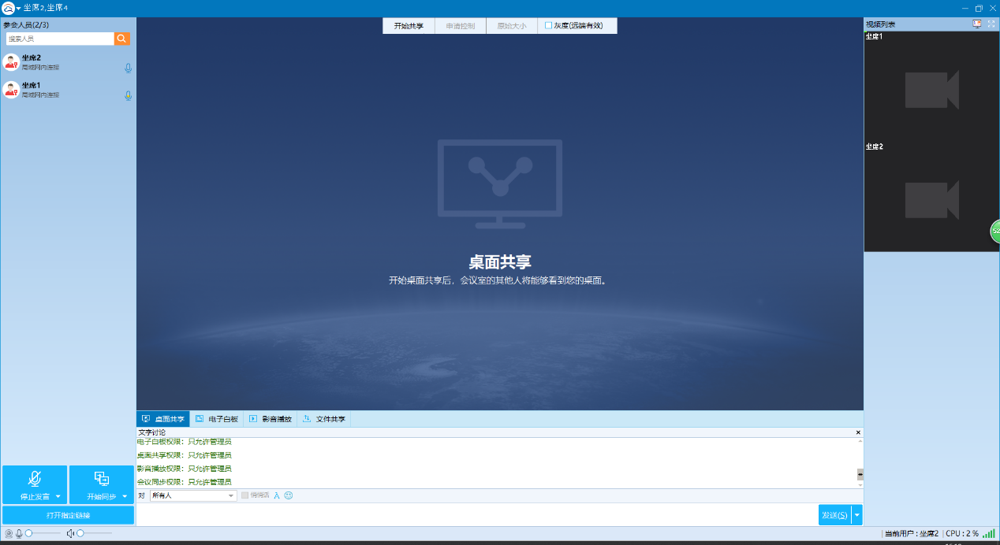 坐席2,坐席4
参会人员(2/3)
搜索人员
坐席2
局域网内连接
坐席1
局域网内连接
开始共享 申请控制 原始大小 灰度(远端有效)
桌面共享
开始桌面共享后，会议室的其他人将能够看到您的桌面。
视频列表
坐席1
坐席2
52
桌面共享 电子白板 影音播放 文件共享
文字讨论
电子白板权限：只允许管理员
桌面共享权限：只允许管理员
影音播放权限：只允许管理员
会议同步权限：只允许管理员
对 所有人 悄悄话
发送(S)
停止发言 开始同步
打开指定链接
当前用户：坐席2 CPU：2 %